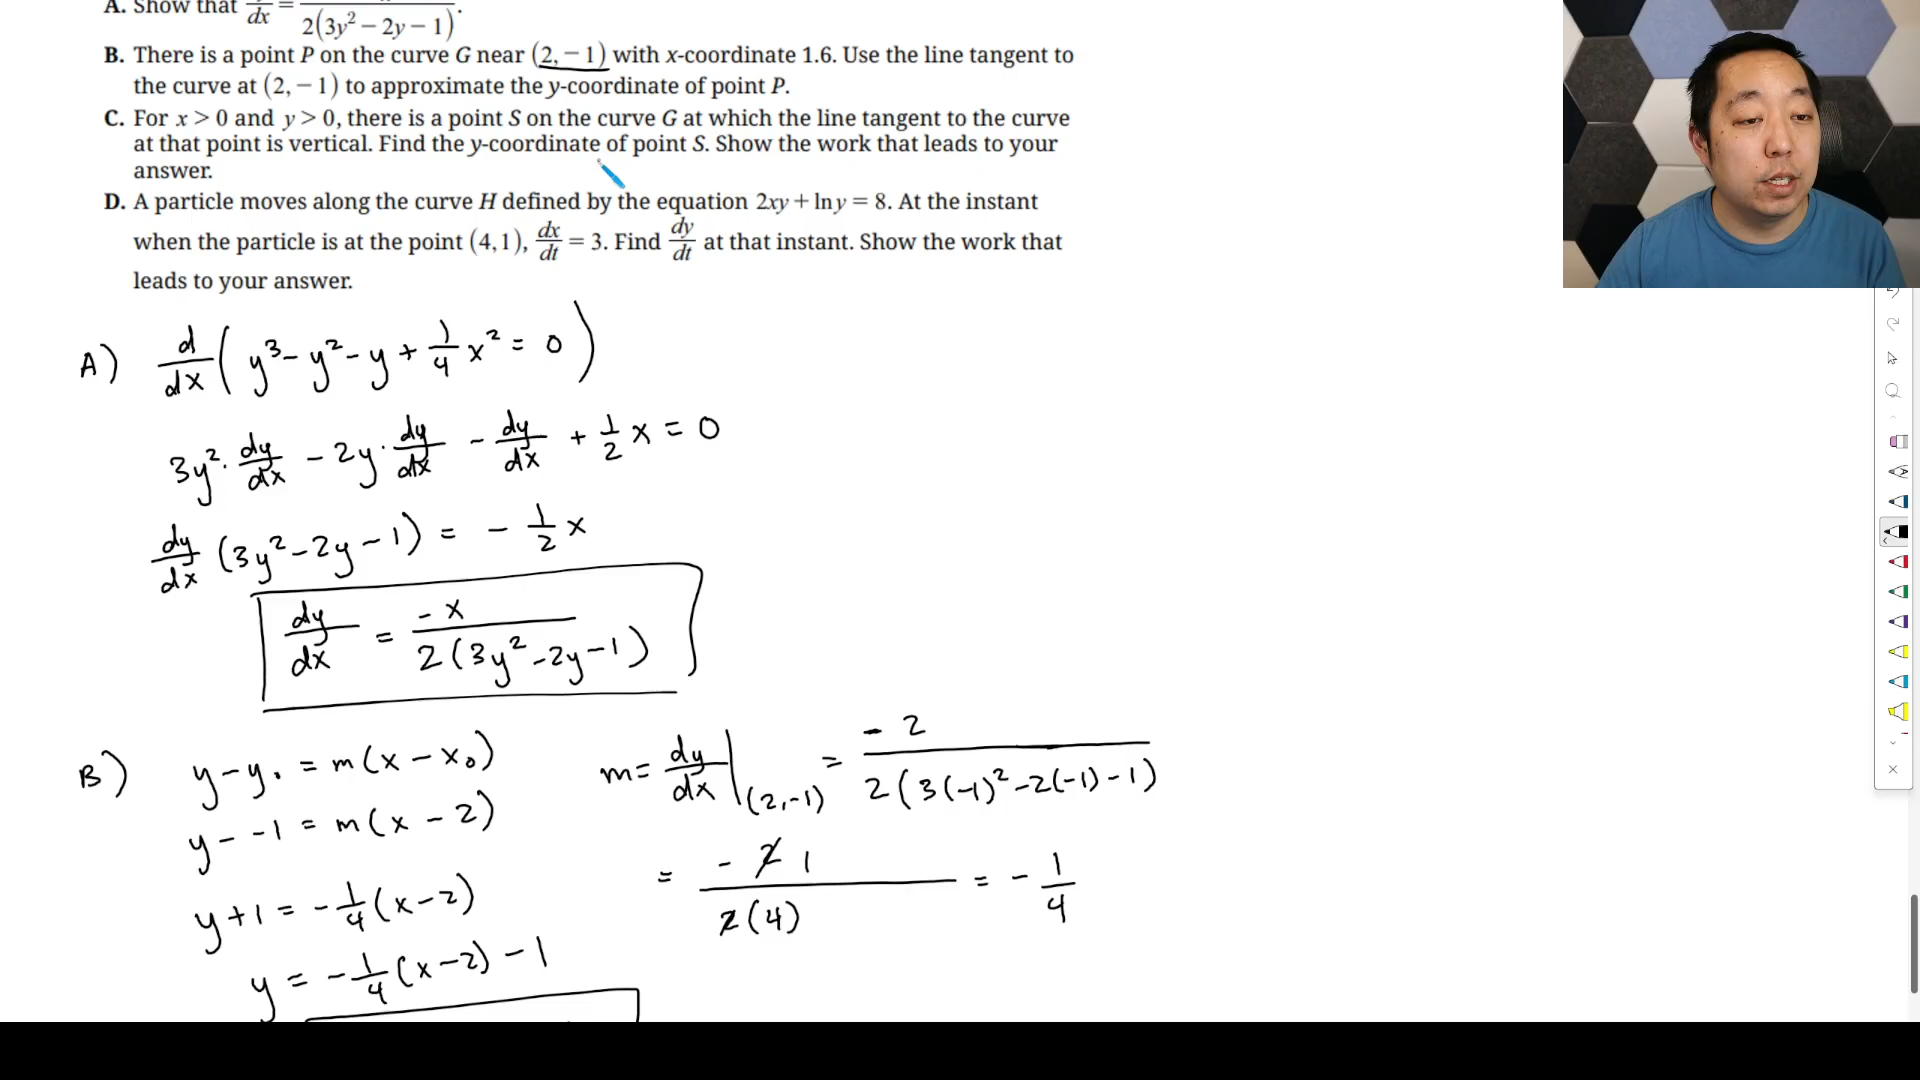 A. Show that dy/dx = / 2(3y² − 2y − 1).
B. There is a point P on the curve G near (2, − 1) with x-coordinate 1.6. Use the line tangent to
the curve at (2, − 1) to approximate the y-coordinate of point P.
C. For x > 0 and y > 0, there is a point S on the curve G at which the line tangent to the curve
at that point is vertical. Find the y-coordinate of point S. Show the work that leads to your
answer.
D. A particle moves along the curve H defined by the equation 2xy + ln y = 8. At the instant
when the particle is at the point (4, 1), dx/dt = 3. Find dy/dt at that instant. Show the work that
leads to your answer.
A) d/dx ( y³ - y² - y + 1/4 x² = 0 )
3y² · dy/dx - 2y · dy/dx - dy/dx + 1/2 x = 0
dy/dx (3y² - 2y - 1) = - 1/2 x
dy/dx = -x / 2(3y² - 2y - 1)
B) y - y₀ = m(x - x₀)
y - -1 = m(x - 2)
y + 1 = -1/4 (x - 2)
y = -1/4 (x - 2) - 1
m = dy/dx |(2,-1) = -2 / 2(3(-1)² - 2(-1) - 1)
= -2 1 / 2(4) = - 1/4